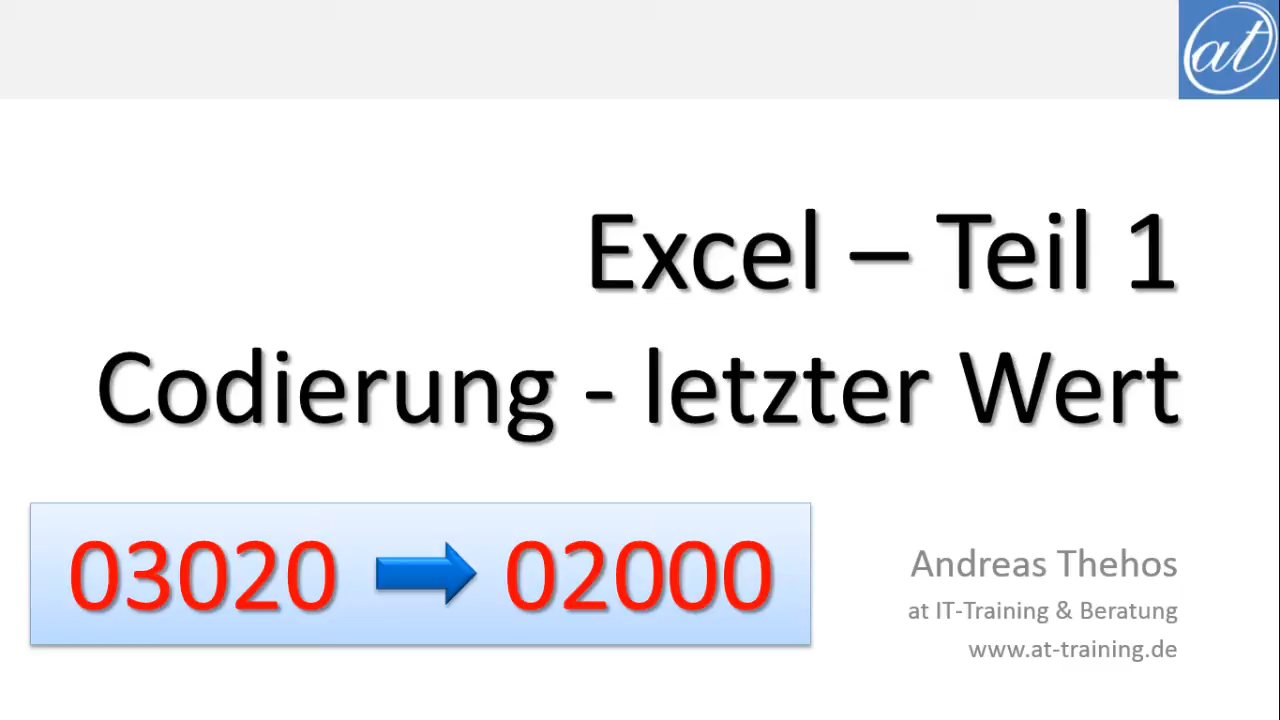 at
Excel – Teil 1
Codierung - letzter Wert
03020 02000
Andreas Thehos
at IT-Training & Beratung
www.at-training.de